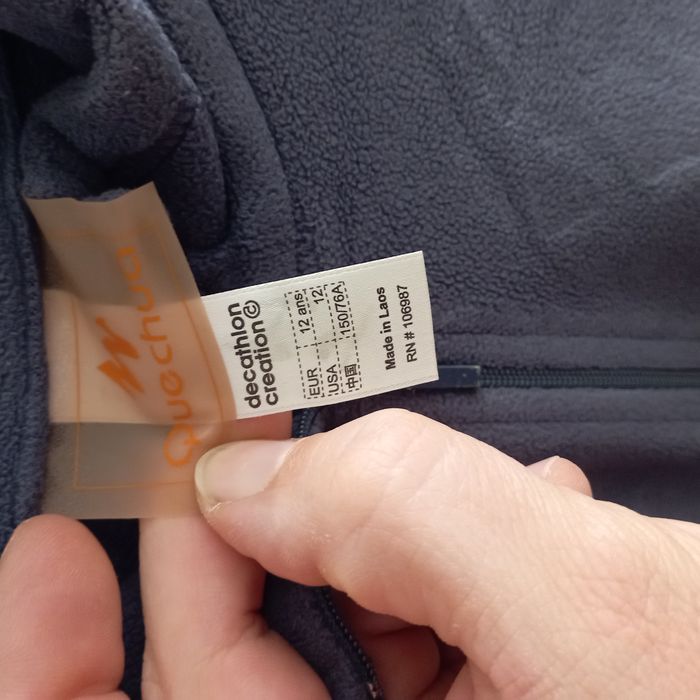 Quechua
decathlon
creation©
EUR 12 ans
USA 12
中国 150/76A
Made in Laos
RN # 106987